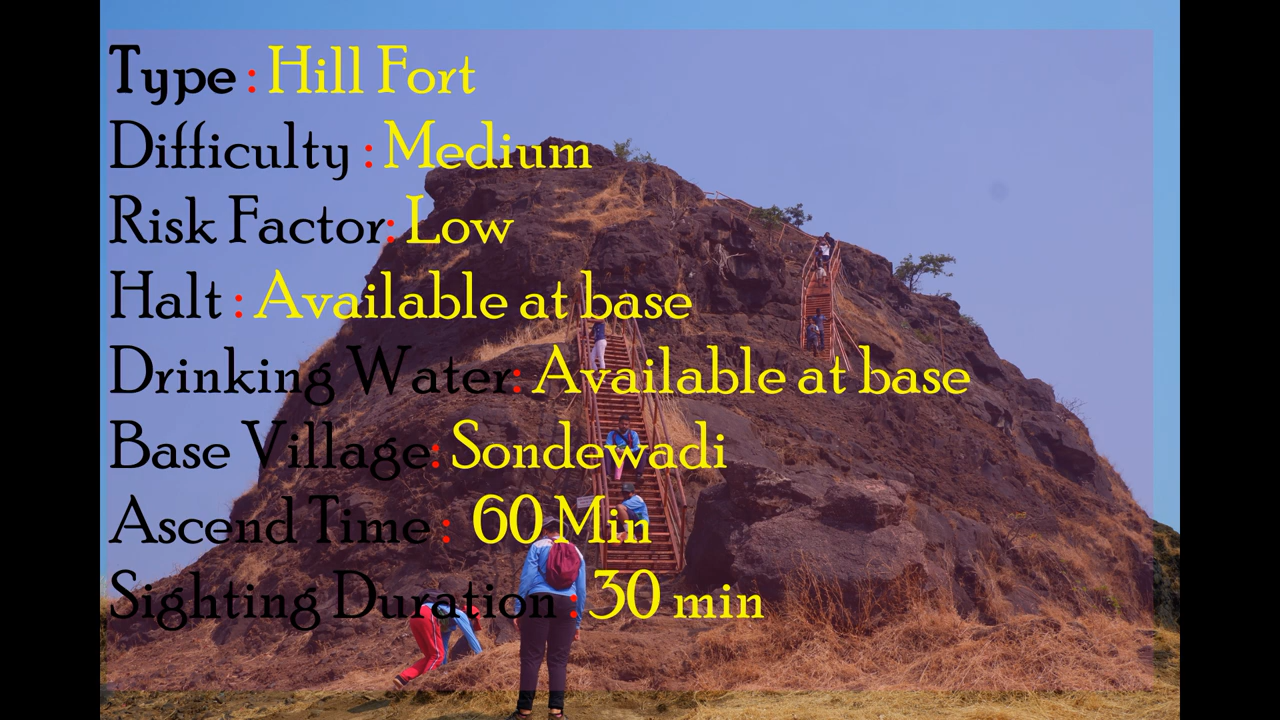 Type : Hill Fort
Difficulty : Medium
Risk Factor: Low
Halt : Available at base
Drinking Water: Available at base
Base Village: Sondewadi
Ascend Time : 60 Min
Sighting Duration : 30 min